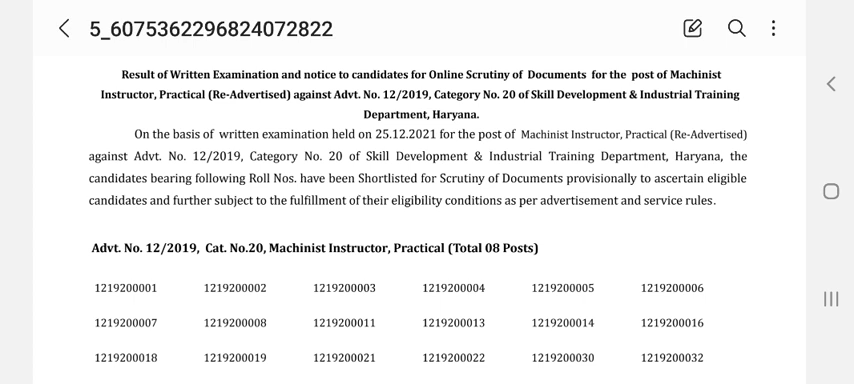 5_6075362296824072822
Result of Written Examination and notice to candidates for Online Scrutiny of Documents for the post of Machinist
Instructor, Practical (Re-Advertised) against Advt. No. 12/2019, Category No. 20 of Skill Development & Industrial Training
Department, Haryana.
On the basis of written examination held on 25.12.2021 for the post of Machinist Instructor, Practical (Re-Advertised)
against Advt. No. 12/2019, Category No. 20 of Skill Development & Industrial Training Department, Haryana, the
candidates bearing following Roll Nos. have been Shortlisted for Scrutiny of Documents provisionally to ascertain eligible
candidates and further subject to the fulfillment of their eligibility conditions as per advertisement and service rules.
Advt. No. 12/2019, Cat. No.20, Machinist Instructor, Practical (Total 08 Posts)
1219200001 1219200002 1219200003 1219200004 1219200005 1219200006
1219200007 1219200008 1219200011 1219200013 1219200014 1219200016
1219200018 1219200019 1219200021 1219200022 1219200030 1219200032